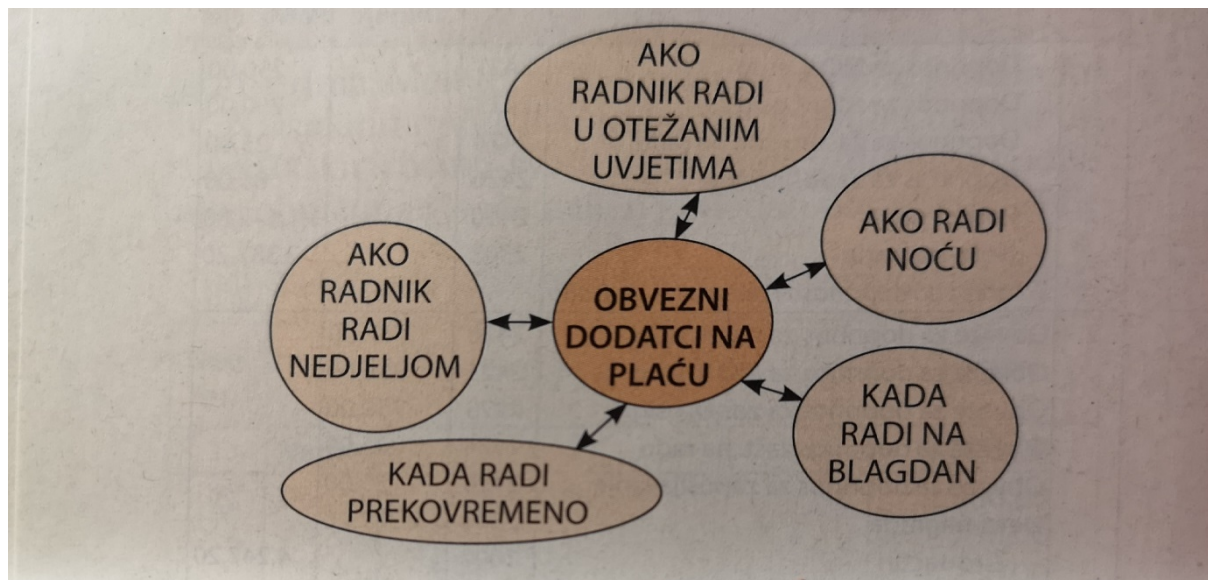 AKO
RADNIK RADI
U OTEŽANIM
UVJETIMA
AKO RADI
NOĆU
AKO
RADNIK
RADI
NEDJELJOM
OBVEZNI
DODATCI NA
PLAĆU
KADA
RADI NA
BLAGDAN
KADA RADI
PREKOVREMENO